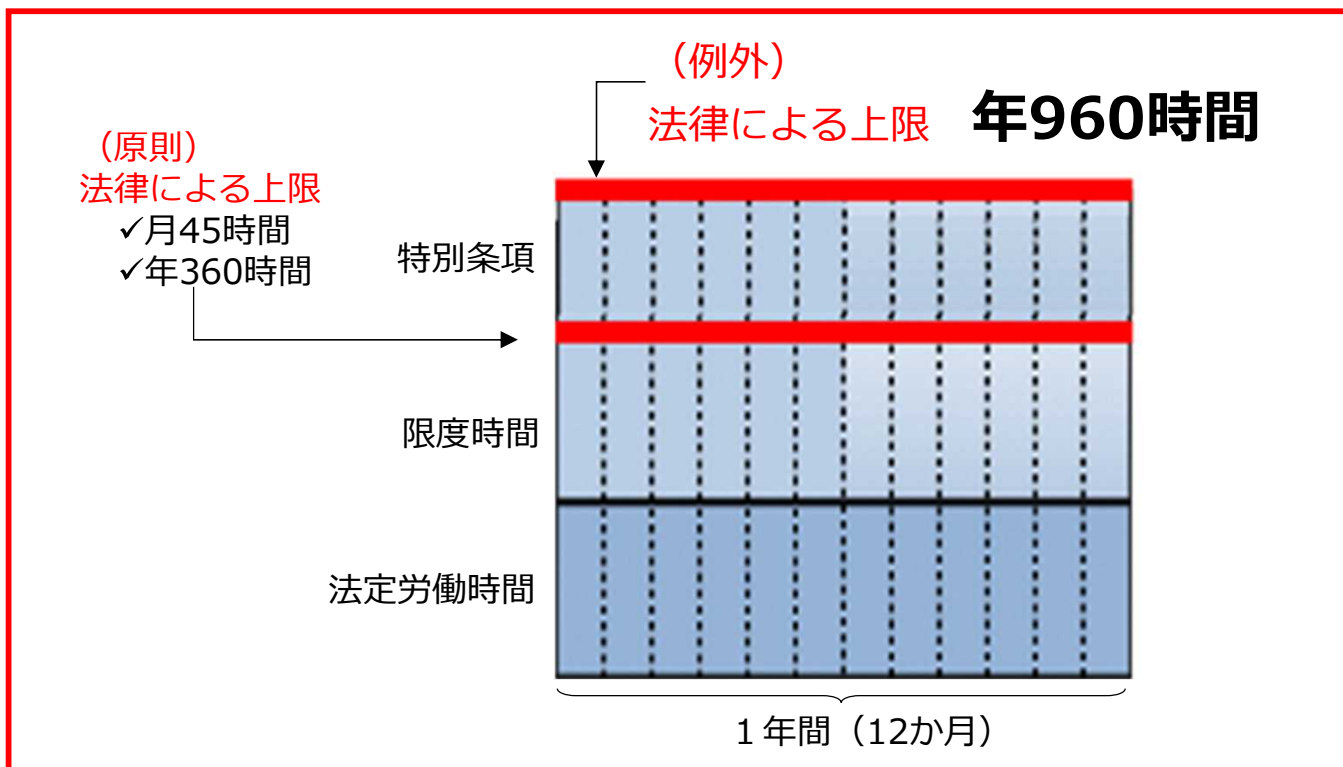 （例外）
法律による上限 年960時間
（原則）
法律による上限
✓月45時間
✓年360時間
特別条項
限度時間
法定労働時間
１年間（12か月）